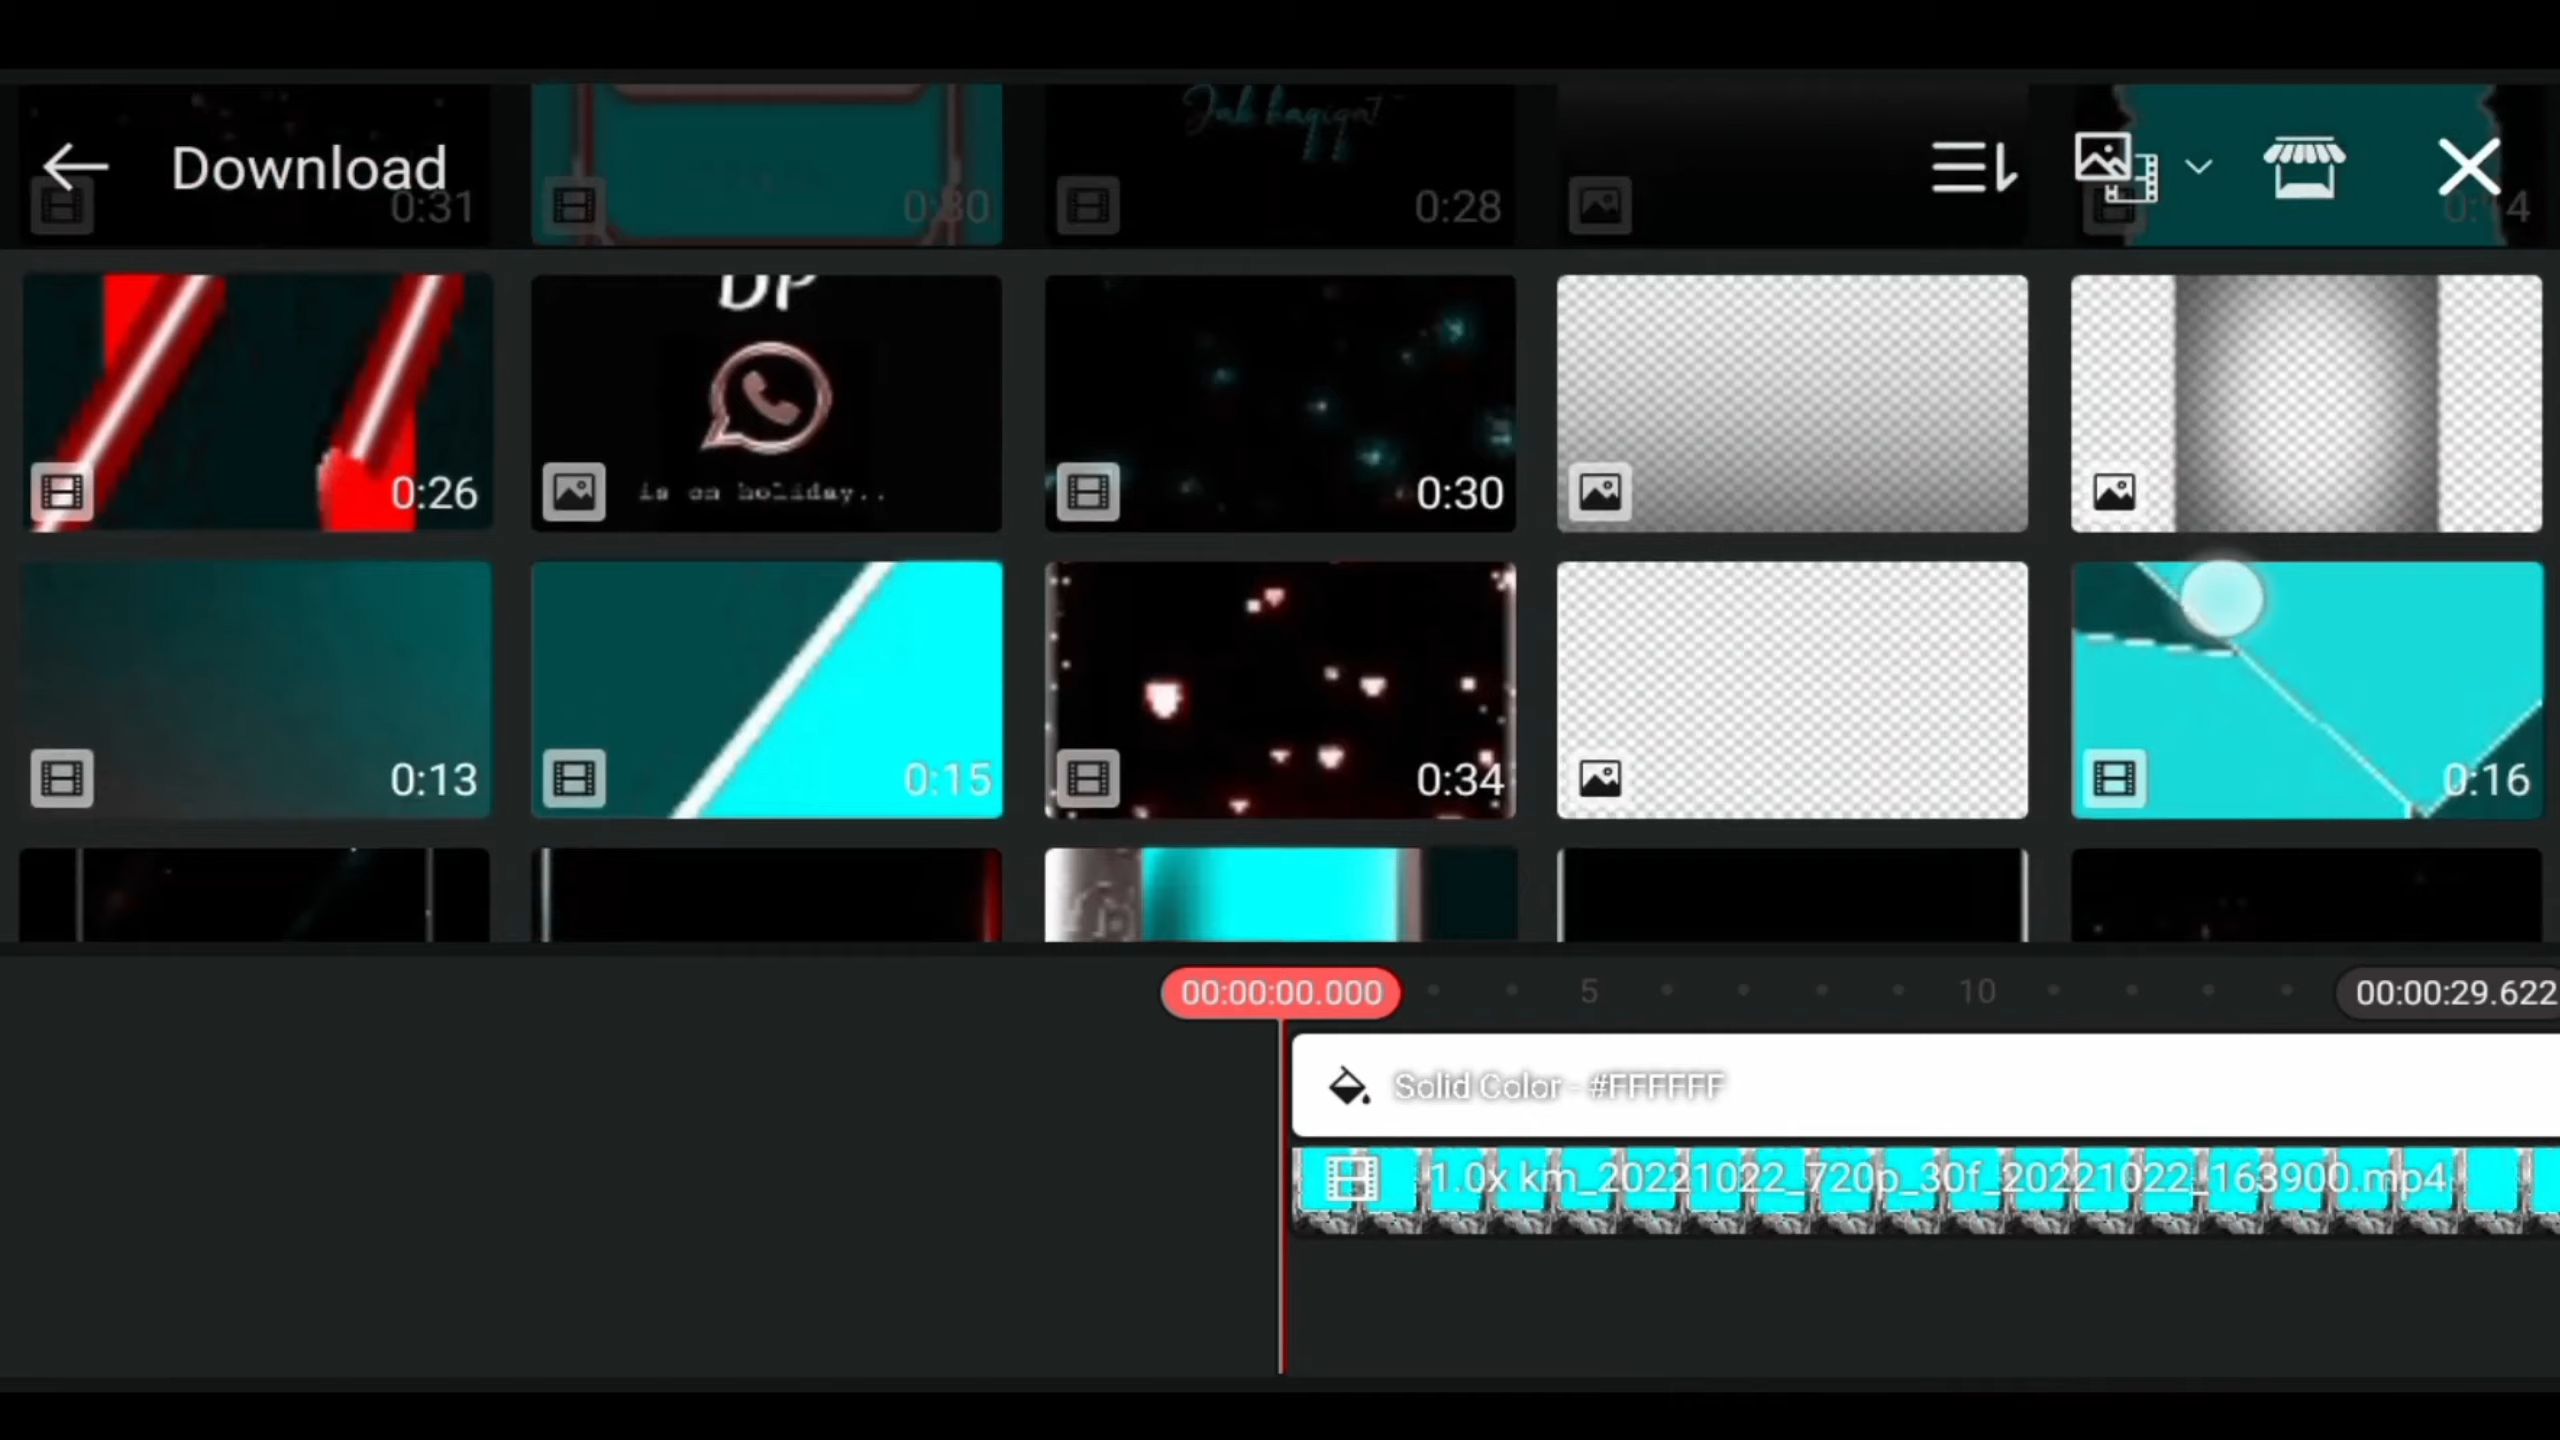 Jab haqiqat
Download
0:31
0:30
0:28
DP
0:26
is on holiday..
0:30
0:13
0:15
0:34
0:16
00:00:00.000
5
10
00:00:29.622
Solid Color - #FFFFFF
1.0x km_20221022_720p_30f_20221022_163900.mp4